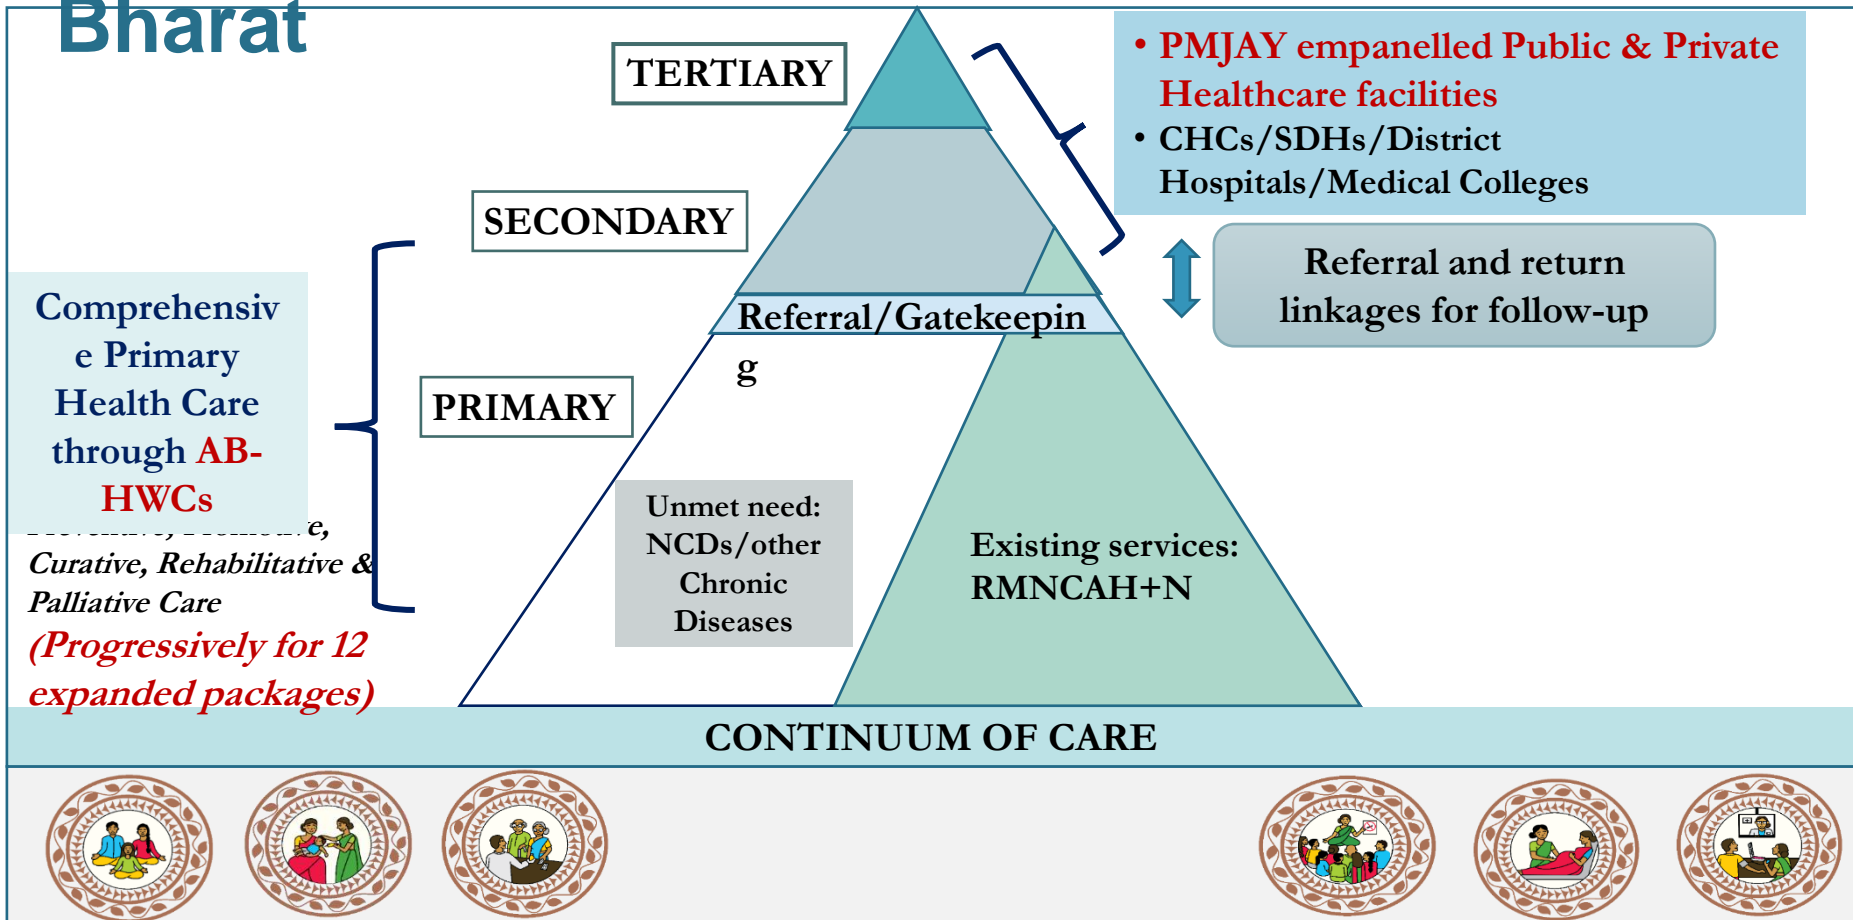 Bharat
TERTIARY
• PMJAY empanelled Public & Private
Healthcare facilities
• CHCs/SDHs/District
Hospitals/Medical Colleges
SECONDARY
Referral and return
linkages for follow-up
Referral/Gatekeepin
g
Comprehensiv
e Primary
Health Care
through AB-
HWCs
PRIMARY
Curative, Rehabilitative &
Palliative Care
(Progressively for 12
expanded packages)
Unmet need:
NCDs/other
Chronic
Diseases
Existing services:
RMNCAH+N
CONTINUUM OF CARE